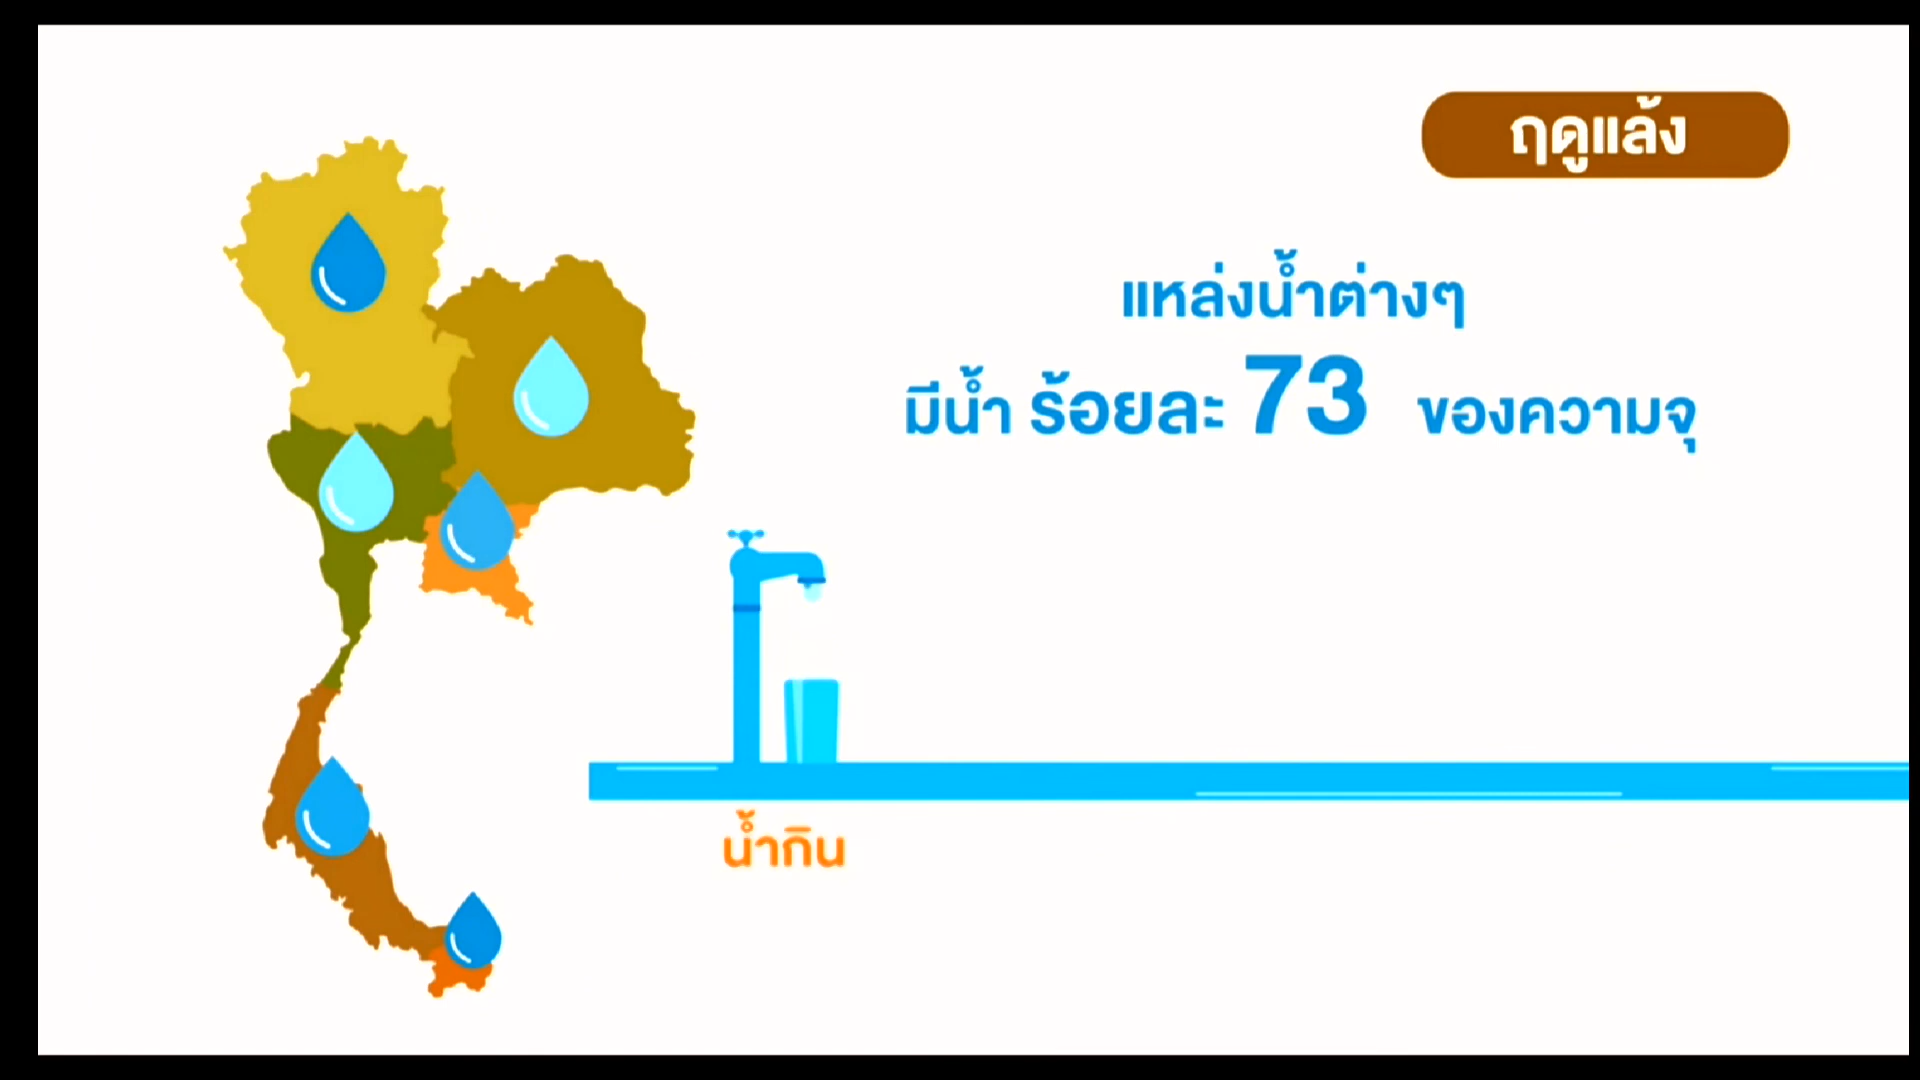 ฤดูแล้ง
แหล่งน้ำต่างๆ
มีน้ำ ร้อยละ 73 ของความจุ
น้ำกิน